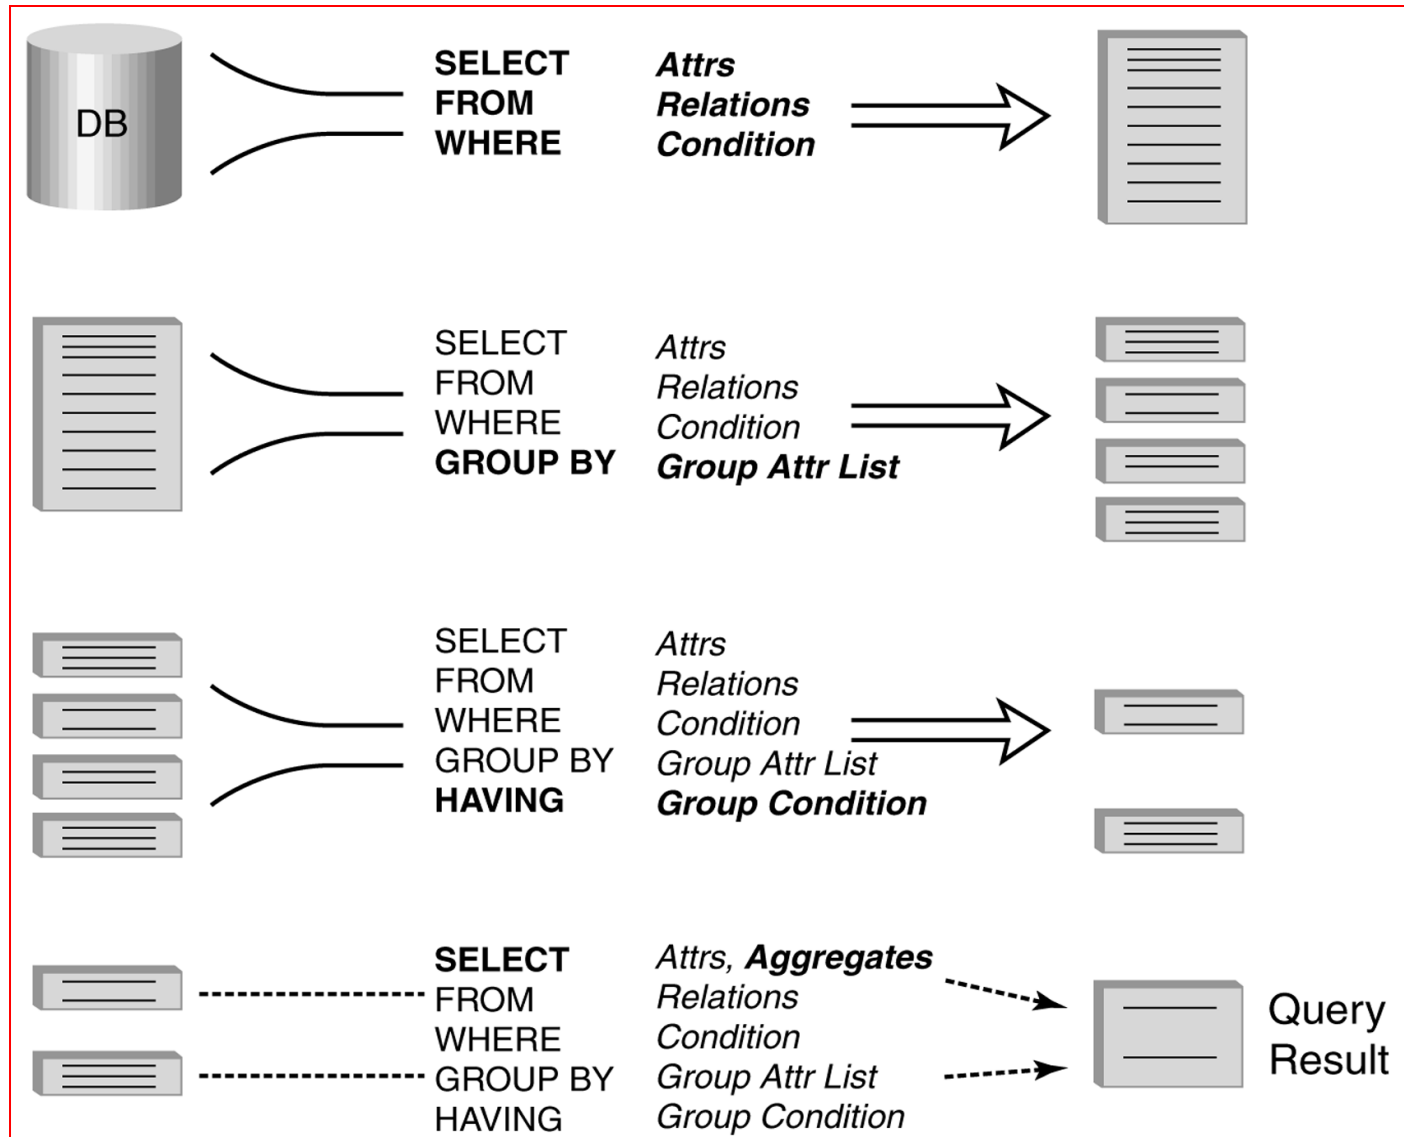 DB
SELECT Attrs
FROM Relations
WHERE Condition
SELECT Attrs
FROM Relations
WHERE Condition
GROUP BY Group Attr List
SELECT Attrs
FROM Relations
WHERE Condition
GROUP BY Group Attr List
HAVING Group Condition
SELECT Attrs, Aggregates
FROM Relations
WHERE Condition
GROUP BY Group Attr List
HAVING Group Condition
Query
Result